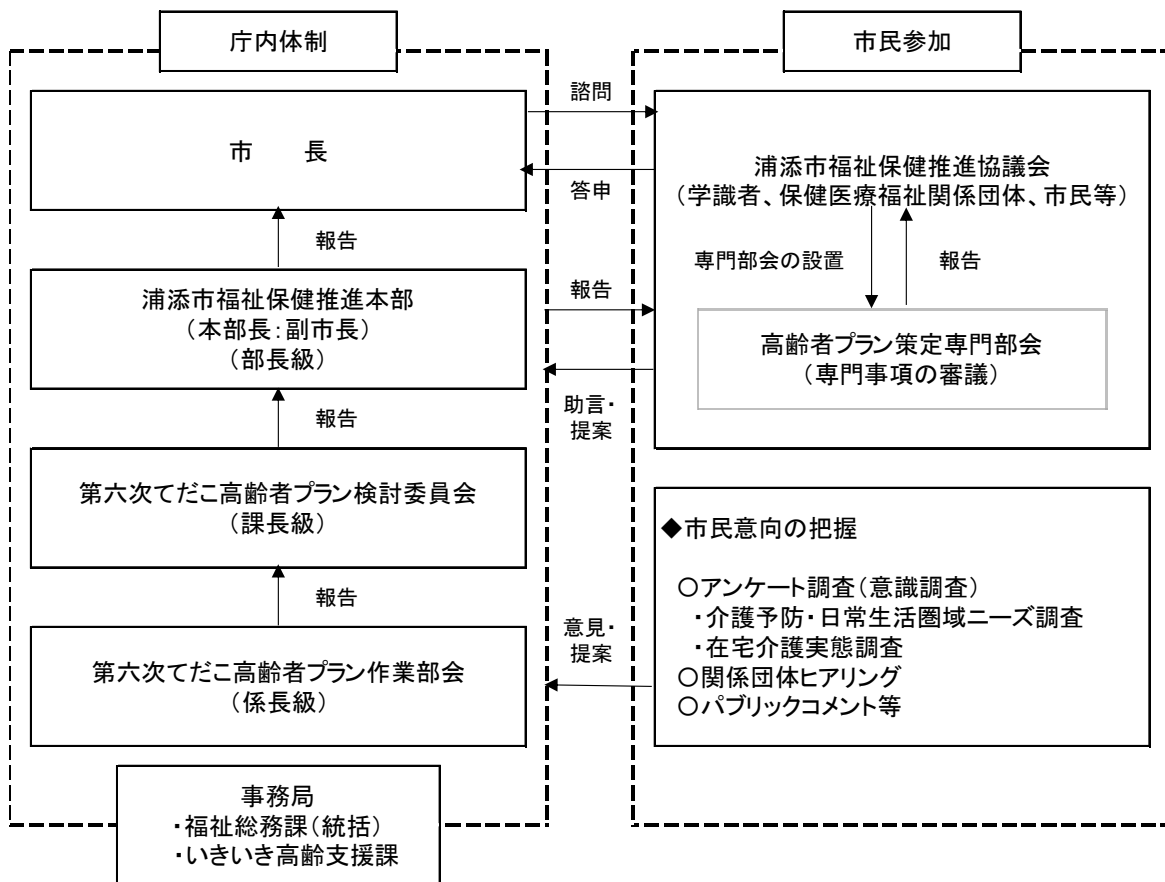 庁内体制
市　　長
報告
浦添市福祉保健推進本部
（本部長：副市長）
（部長級）
報告
第六次てだこ高齢者プラン検討委員会
（課長級）
報告
第六次てだこ高齢者プラン作業部会
（係長級）
事務局
・福祉総務課（統括）
・いきいき高齢支援課
諮問
答申
報告
助言・
提案
意見・
提案
市民参加
浦添市福祉保健推進協議会
（学識者、保健医療福祉関係団体、市民等）
専門部会の設置
報告
高齢者プラン策定専門部会
（専門事項の審議）
◆市民意向の把握
○アンケート調査（意識調査）
・介護予防・日常生活圏域ニーズ調査
・在宅介護実態調査
○関係団体ヒアリング
○パブリックコメント等